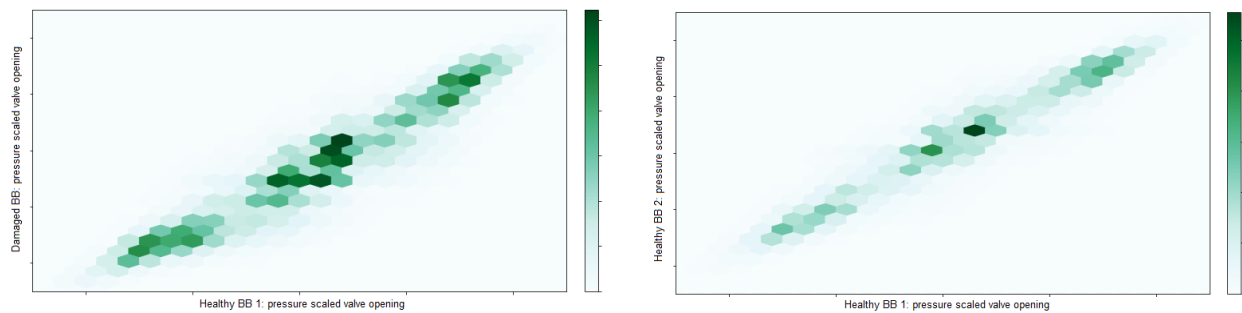 Damaged BB: pressure scaled valve opening
Healthy BB 1: pressure scaled valve opening
Healthy BB 2: pressure scaled valve opening
Healthy BB 1: pressure scaled valve opening